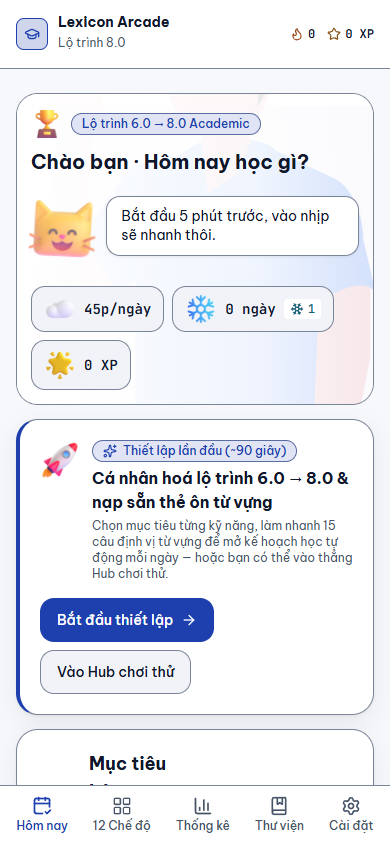 Lexicon Arcade
Lộ trình 8.0
0
0 XP
Lộ trình 6.0 → 8.0 Academic
Chào bạn · Hôm nay học gì?
Bắt đầu 5 phút trước, vào nhịp
sẽ nhanh thôi.
45p/ngày
0 ngày
1
0 XP
Thiết lập lần đầu (~90 giây)
Cá nhân hoá lộ trình 6.0 → 8.0 &
nạp sẵn thẻ ôn từ vựng
Chọn mục tiêu từng kỹ năng, làm nhanh 15
câu định vị từ vựng để mở kế hoạch học tự
động mỗi ngày — hoặc bạn có thể vào thẳng
Hub chơi thử.
Bắt đầu thiết lập →
Vào Hub chơi thử
Mục tiêu
Hôm nay
12 Chế độ
Thống kê
Thư viện
Cài đặt